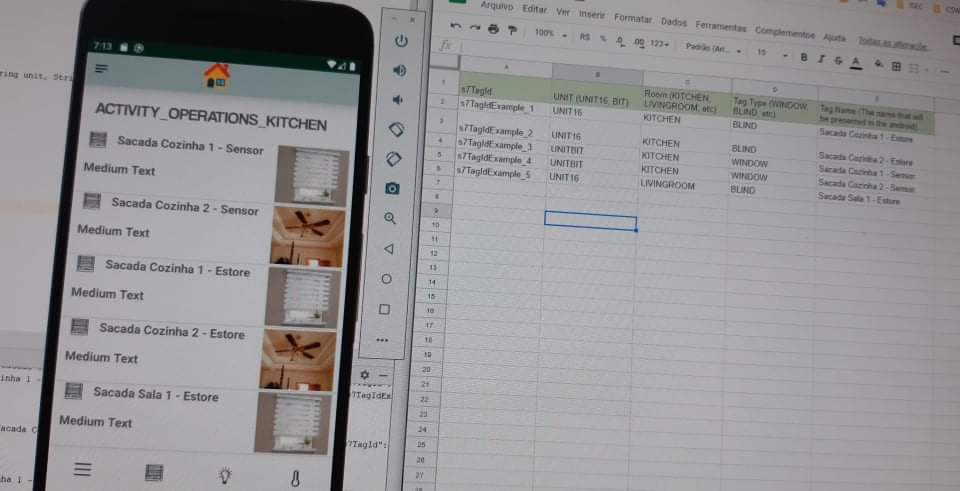 7:13
ACTIVITY_OPERATIONS_KITCHEN
Sacada Cozinha 1 - Sensor
Medium Text
Sacada Cozinha 2 - Sensor
Medium Text
Sacada Cozinha 1 - Estore
Medium Text
Sacada Cozinha 2 - Estore
Medium Text
Sacada Sala 1 - Estore
Medium Text
ring unit, Stri
inha 1 -
acada C
ha 1 -
s7TagIdEx
s7TagId":
ISEC
Arquivo Editar Ver Inserir Formatar Dados Ferramentas Complementos Ajuda Todas as alteraçõe...
100% R$ % .0 .00 123 Padrão (Ari... 10 B I S A
fx
A B C D E
1 s7TagId UNIT (UNIT16, BIT) Room (KITCHEN, LIVINGROOM, etc) Tag Type (WINDOW, BLIND, etc) Tag Name (The name that will be presented in the android)
2 s7TagIdExample_1 UNIT16 KITCHEN BLIND Sacada Cozinha 1 - Estore
3 s7TagIdExample_2 UNIT16 KITCHEN BLIND Sacada Cozinha 2 - Estore
4 s7TagIdExample_3 UNITBIT KITCHEN WINDOW Sacada Cozinha 1 - Sensor
5 s7TagIdExample_4 UNITBIT KITCHEN WINDOW Sacada Cozinha 2 - Sensor
6 s7TagIdExample_5 UNIT16 LIVINGROOM BLIND Sacada Sala 1 - Estore
7
8
9
10
11
12
13
14
15
16
17
18
19
20
21
22
23
24
25
26
27